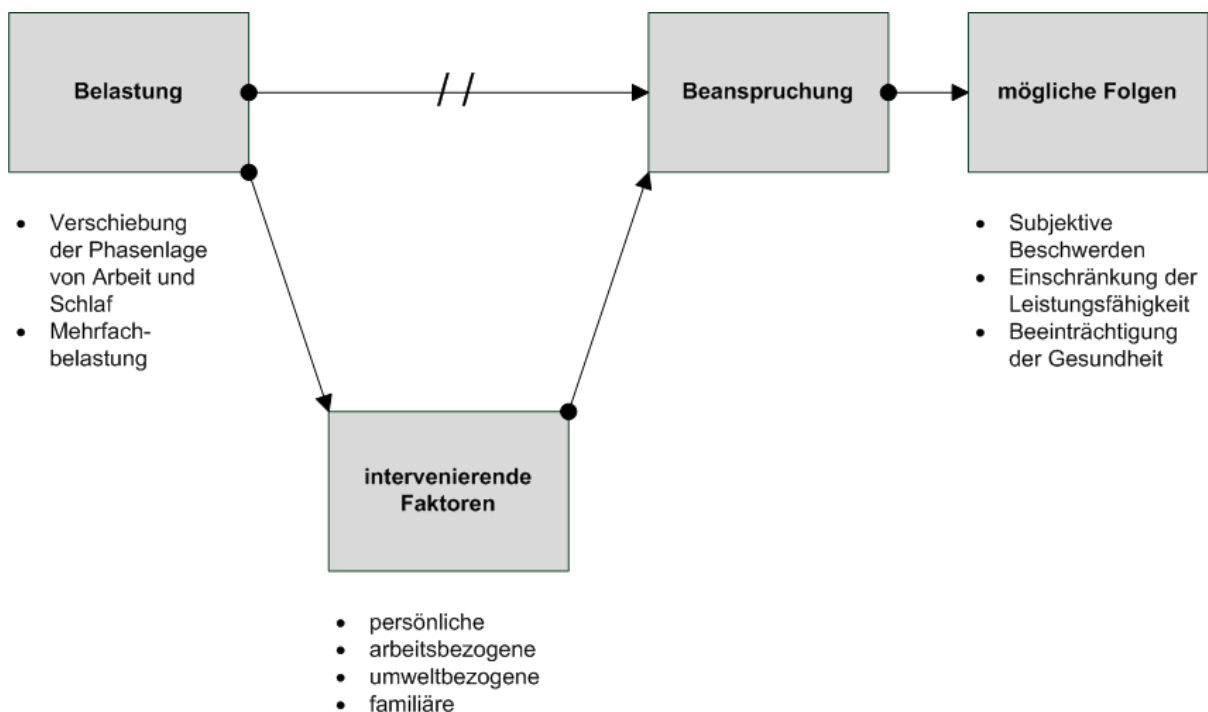 Belastung
Beanspruchung
mögliche Folgen
• Verschiebung
der Phasenlage
von Arbeit und
Schlaf
• Mehrfach-
belastung
• Subjektive
Beschwerden
• Einschränkung der
Leistungsfähigkeit
• Beeinträchtigung
der Gesundheit
intervenierende
Faktoren
• persönliche
• arbeitsbezogene
• umweltbezogene
• familiäre